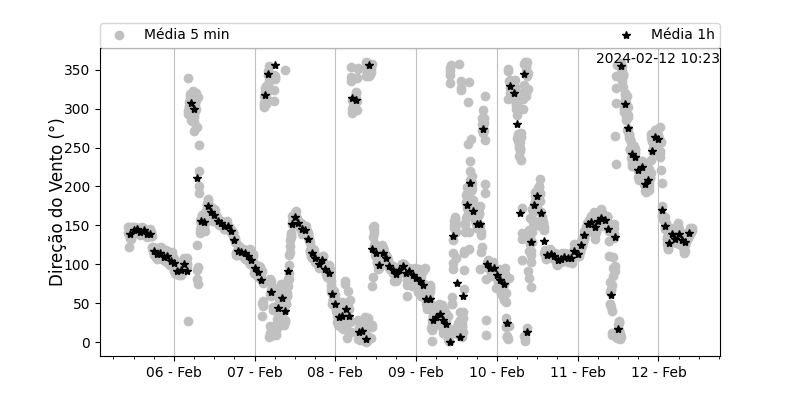 Média 5 min
Média 1h
2024-02-12 10:23
Direção do Vento (°)
350
300
250
200
150
100
50
0
06 - Feb
07 - Feb
08 - Feb
09 - Feb
10 - Feb
11 - Feb
12 - Feb